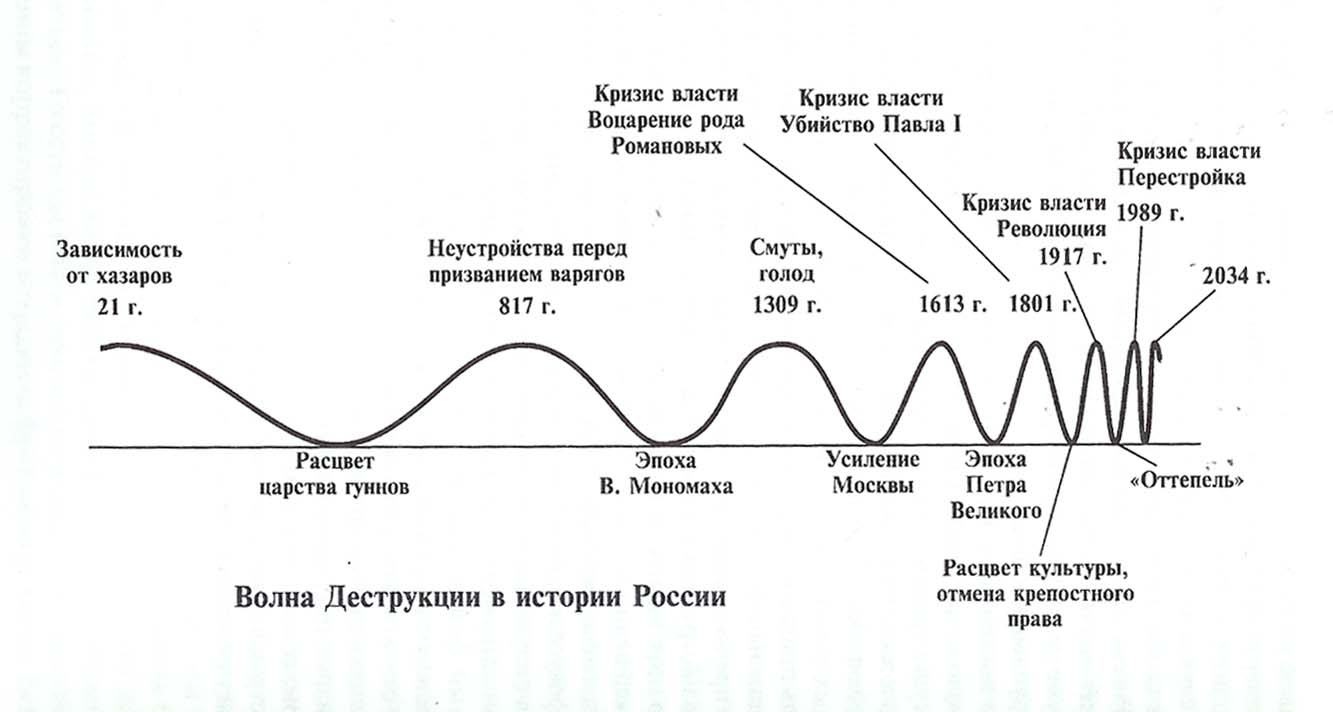 Кризис власти
Воцарение рода
Романовых
Кризис власти
Убийство Павла I
Кризис власти
Перестройка
1989 г.
Кризис власти
Революция
1917 г.
Зависимость
от хазаров
21 г.
Неустройства перед
призванием варягов
817 г.
Смуты,
голод
1309 г.
1613 г.
1801 г.
2034 г.
Расцвет
царства гуннов
Эпоха
В. Мономаха
Усиление
Москвы
Эпоха
Петра
Великого
«Оттепель»
Расцвет культуры,
отмена крепостного
права
Волна Деструкции в истории России